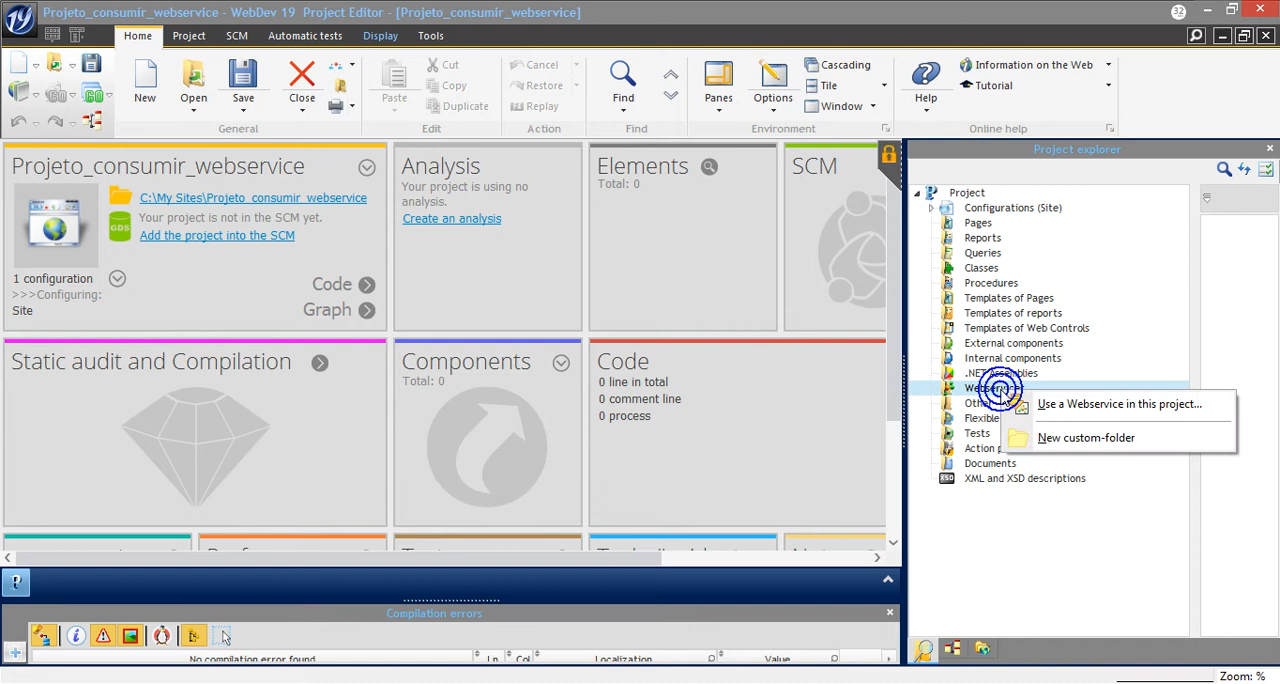 19
Projeto_consumir_webservice - WebDev 19 Project Editor - [Projeto_consumir_webservice]
32
Home
Project
SCM
Automatic tests
Display
Tools
New
Open
Save
Close
General
Paste
Cut
Copy
Duplicate
Edit
Cancel
Restore
Replay
Action
Find
Find
Panes
Options
Cascading
Tile
Window
Environment
Help
Information on the Web
Tutorial
Online help
Projeto_consumir_webservice
C:\My Sites\Projeto_consumir_webservice
Your project is not in the SCM yet.
Add the project into the SCM
GDS
1 configuration
>>>Configuring:
Site
Code
Graph
Analysis
Your project is using no
analysis.
Create an analysis
Elements
Total: 0
SCM
Static audit and Compilation
Components
Total: 0
Code
0 line in total
0 comment line
0 process
Compilation errors
No compilation error found
Ln
Col
Localization
Value
Project explorer
Project
Configurations (Site)
Pages
Reports
Queries
Classes
Procedures
Templates of Pages
Templates of reports
Templates of Web Controls
External components
Internal components
.NET Assemblies
Use a Webservice in this project...
New custom-folder
Flexible
Tests
Action
Documents
XML and XSD descriptions
Zoom: %